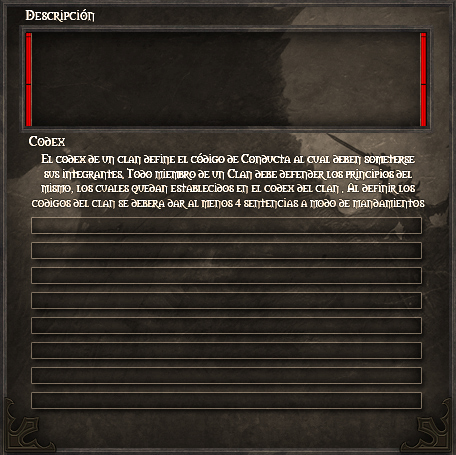 Descripción
Codex
El codex de un clan define el código de Conducta al cual deben someterse
sus integrantes, Todo miembro de un Clan debe defender los principios del
mismo, los cuales quedan establecidos en el codex del clan . Al definir los
codigos del clan se debera dar al menos 4 sentencias a modo de mandamientos